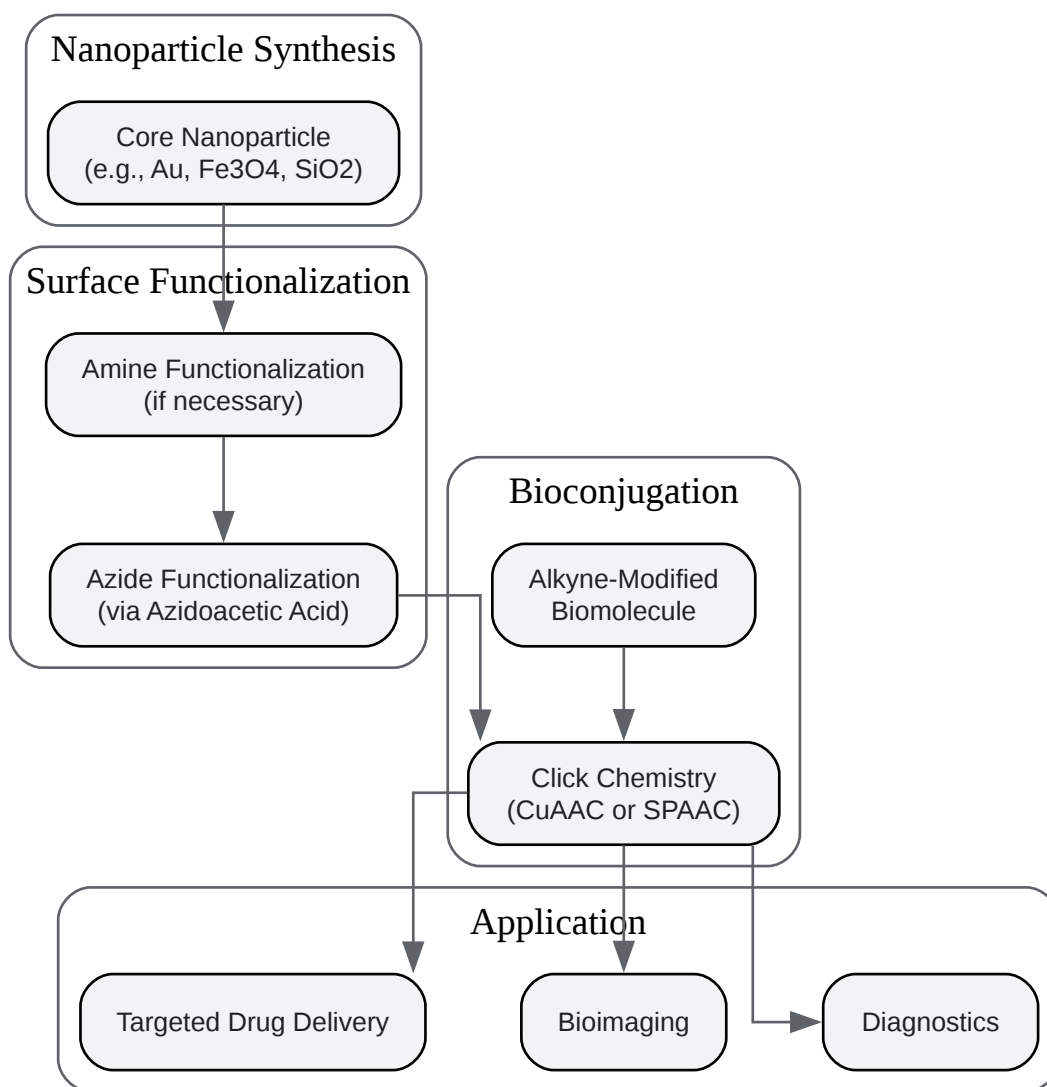 Nanoparticle Synthesis
Core Nanoparticle
(e.g., Au, Fe3O4, SiO2)
Surface Functionalization
Amine Functionalization
(if necessary)
Azide Functionalization
(via Azidoacetic Acid)
Bioconjugation
Alkyne-Modified
Biomolecule
Click Chemistry
(CuAAC or SPAAC)
Application
Targeted Drug Delivery
Bioimaging
Diagnostics